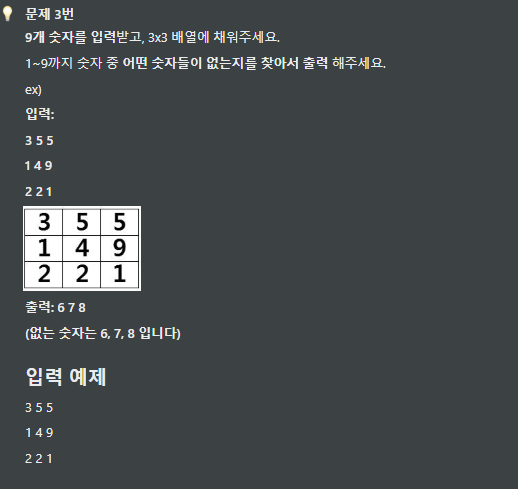 문제 3번
9개 숫자를 입력받고, 3x3 배열에 채워주세요.
1~9까지 숫자 중 어떤 숫자들이 없는지를 찾아서 출력 해주세요.
ex)
입력:
3 5 5
1 4 9
2 2 1
3 5 5
1 4 9
2 2 1
출력: 6 7 8
(없는 숫자는 6, 7, 8 입니다)
입력 예제
3 5 5
1 4 9
2 2 1